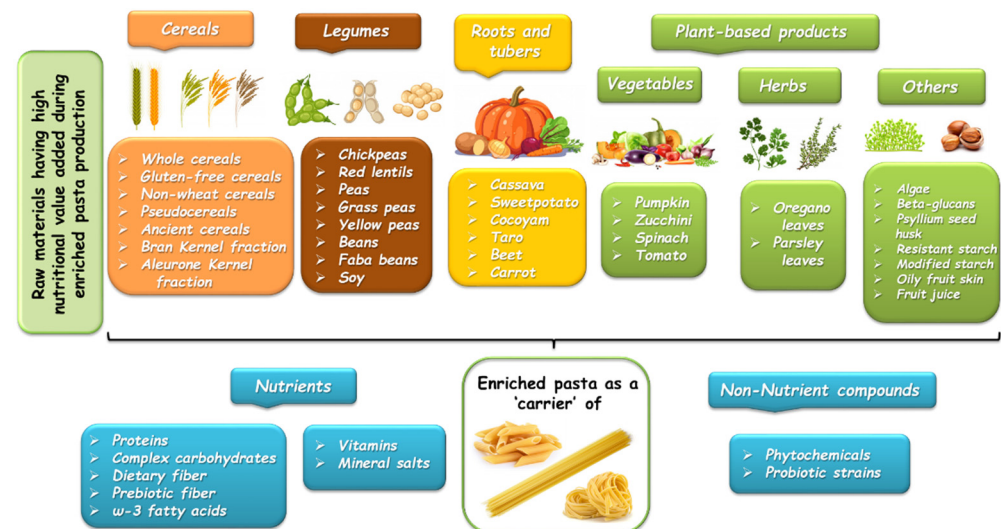 Raw materials having high
nutritional value added during
enriched pasta production
Cereals
Whole cereals
Gluten-free cereals
Non-wheat cereals
Pseudocereals
Ancient cereals
Bran Kernel fraction
Aleurone Kernel
fraction
Legumes
Chickpeas
Red lentils
Peas
Grass peas
Yellow peas
Beans
Faba beans
Soy
Roots and
tubers
Cassava
Sweetpotato
Cocoyam
Taro
Beet
Carrot
Plant-based products
Vegetables
Pumpkin
Zucchini
Spinach
Tomato
Herbs
Oregano
leaves
Parsley
leaves
Others
Algae
Beta-glucans
Psyllium seed
husk
Resistant starch
Modified starch
Oily fruit skin
Fruit juice
Nutrients
Proteins
Complex carbohydrates
Dietary fiber
Prebiotic fiber
ω-3 fatty acids
Vitamins
Mineral salts
Enriched pasta as a
‘carrier’ of
Non-Nutrient compounds
Phytochemicals
Probiotic strains